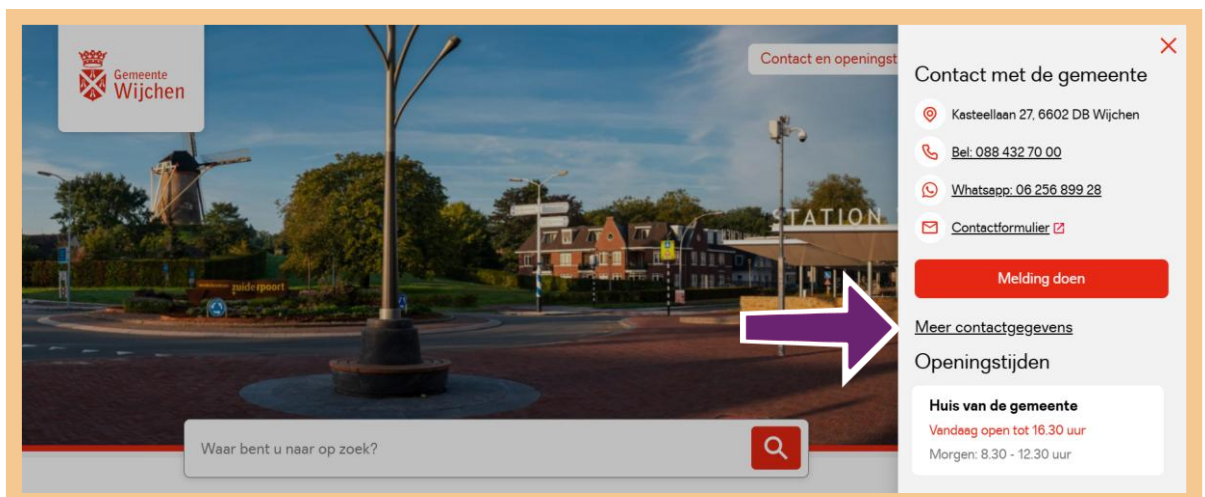 Gemeente
Wijchen
Contact en openingst
zuiderpoort
STATION
Waar bent u naar op zoek?
Contact met de gemeente
Kasteellaan 27, 6602 DB Wijchen
Bel: 088 432 70 00
Whatsapp: 06 256 899 28
Contactformulier
Melding doen
Meer contactgegevens
Openingstijden
Huis van de gemeente
Vandaag open tot 16.30 uur
Morgen: 8.30 - 12.30 uur